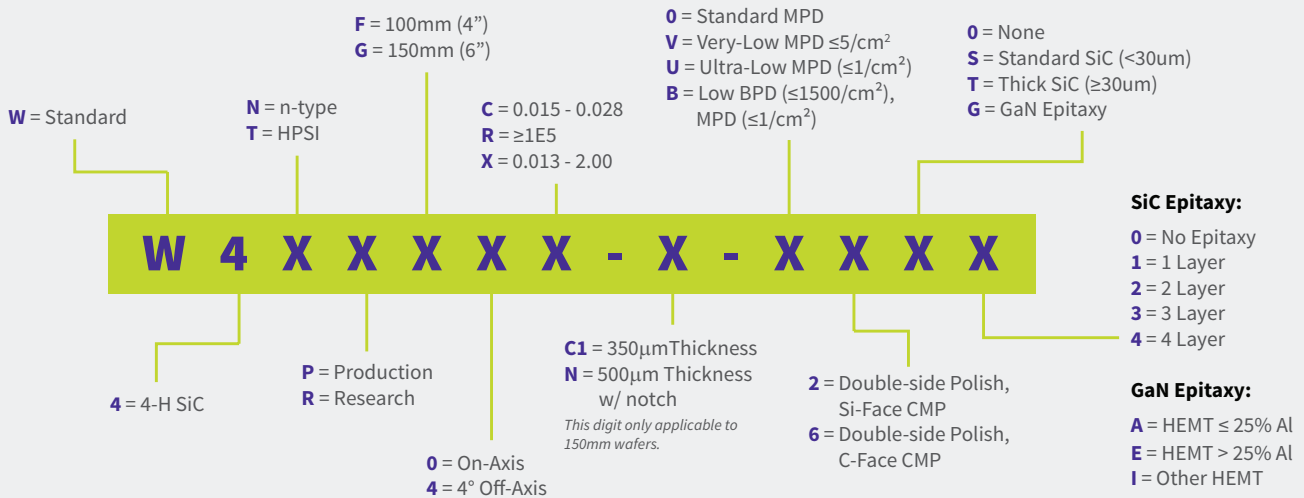 F = 100mm (4”)
G = 150mm (6”)
0 = Standard MPD
V = Very-Low MPD ≤5/cm²
U = Ultra-Low MPD (≤1/cm²)
B = Low BPD (≤1500/cm²),
MPD (≤1/cm²)
0 = None
S = Standard SiC (<30um)
T = Thick SiC (≥30um)
G = GaN Epitaxy
W = Standard
N = n-type
T = HPSI
C = 0.015 - 0.028
R = ≥1E5
X = 0.013 - 2.00
W 4 X X X X X - X - X X X X
SiC Epitaxy:
0 = No Epitaxy
1 = 1 Layer
2 = 2 Layer
3 = 3 Layer
4 = 4 Layer
GaN Epitaxy:
A = HEMT ≤ 25% Al
E = HEMT > 25% Al
I = Other HEMT
4 = 4-H SiC
P = Production
R = Research
0 = On-Axis
4 = 4° Off-Axis
C1 = 350µmThickness
N = 500µm Thickness
w/ notch
This digit only applicable to
150mm wafers.
2 = Double-side Polish,
Si-Face CMP
6 = Double-side Polish,
C-Face CMP